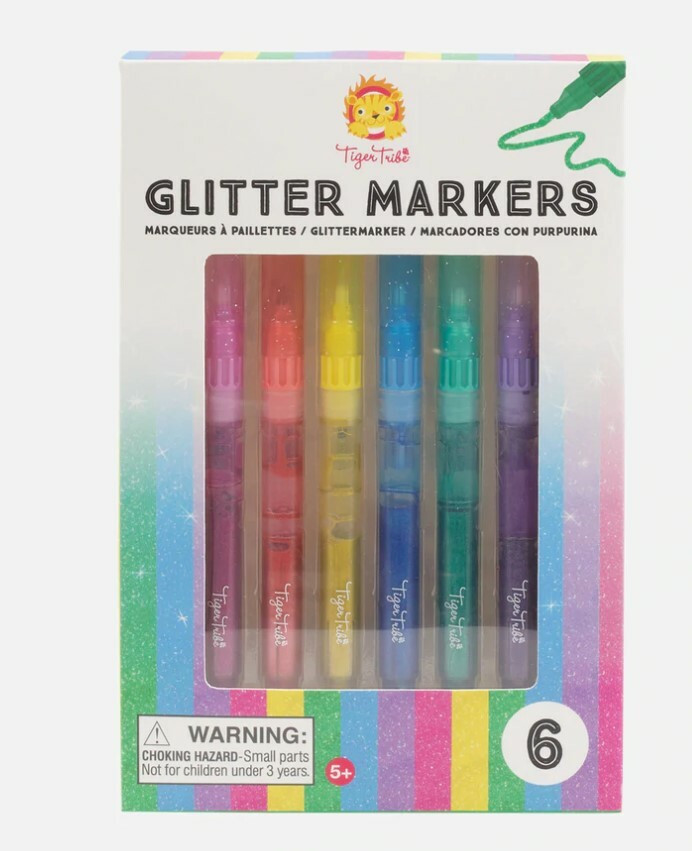 Tiger Tribe
GLITTER MARKERS
MARQUEURS À PAILLETTES / GLITTERMARKER / MARCADORES CON PURPURINA
Tiger Tribe
Tiger Tribe
Tiger Tribe
Tiger Tribe
Tiger Tribe
Tiger Tribe
WARNING:
CHOKING HAZARD-Small parts
Not for children under 3 years.
5+
6